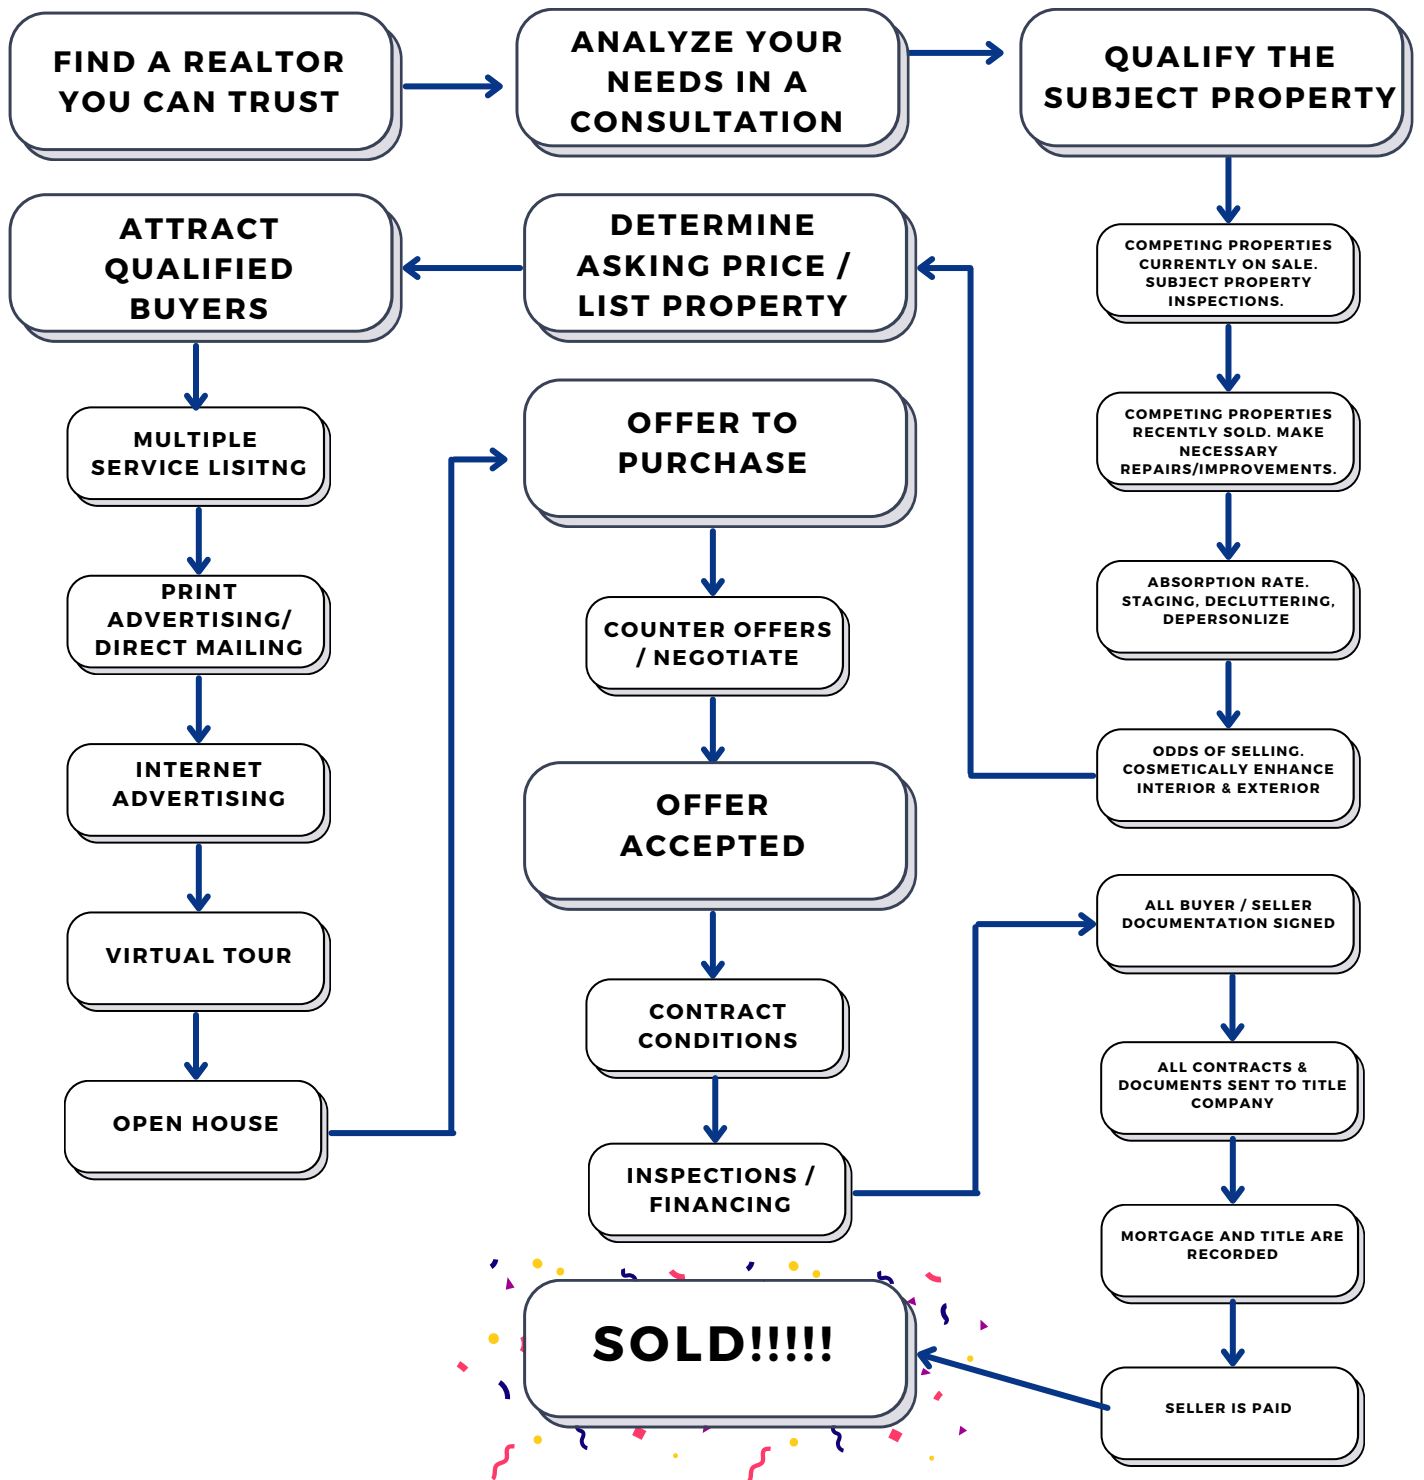 FIND A REALTOR
YOU CAN TRUST
ANALYZE YOUR
NEEDS IN A
CONSULTATION
QUALIFY THE
SUBJECT PROPERTY
COMPETING PROPERTIES
CURRENTLY ON SALE.
SUBJECT PROPERTY
INSPECTIONS.
COMPETING PROPERTIES
RECENTLY SOLD. MAKE
NECESSARY
REPAIRS/IMPROVEMENTS.
ABSORPTION RATE.
STAGING, DECLUTTERING,
DEPERSONLIZE
ODDS OF SELLING.
COSMETICALLY ENHANCE
INTERIOR & EXTERIOR
DETERMINE
ASKING PRICE /
LIST PROPERTY
ATTRACT
QUALIFIED
BUYERS
MULTIPLE
SERVICE LISITNG
PRINT
ADVERTISING/
DIRECT MAILING
INTERNET
ADVERTISING
VIRTUAL TOUR
OPEN HOUSE
OFFER TO
PURCHASE
COUNTER OFFERS
/ NEGOTIATE
OFFER
ACCEPTED
CONTRACT
CONDITIONS
INSPECTIONS /
FINANCING
ALL BUYER / SELLER
DOCUMENTATION SIGNED
ALL CONTRACTS &
DOCUMENTS SENT TO TITLE
COMPANY
MORTGAGE AND TITLE ARE
RECORDED
SELLER IS PAID
SOLD!!!!!